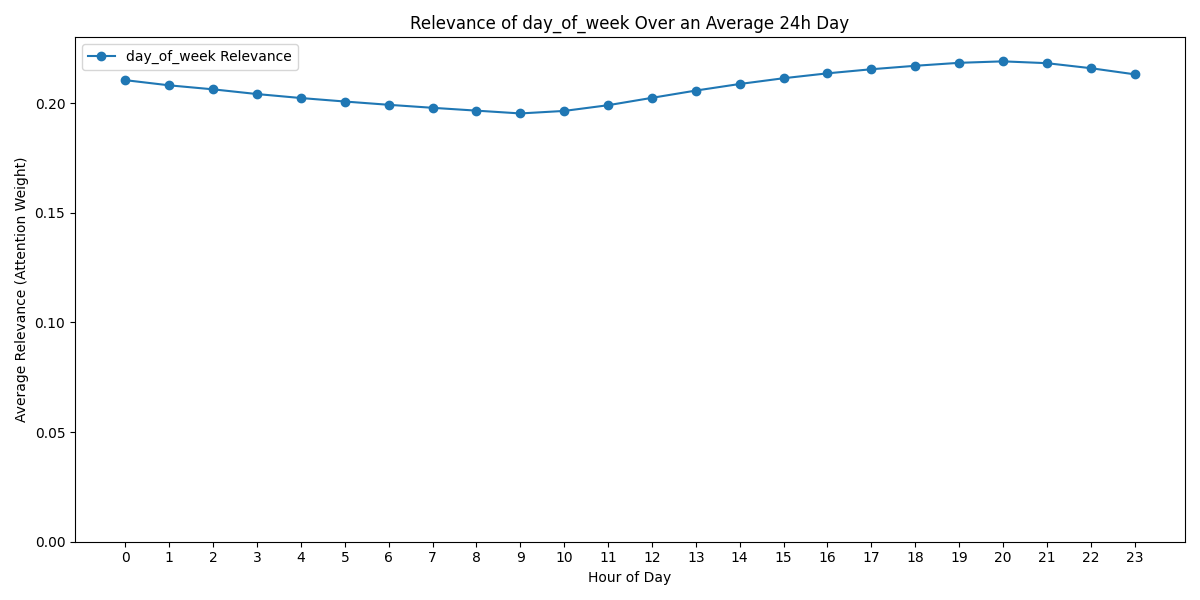 Relevance of day_of_week Over an Average 24h Day
day_of_week Relevance
Average Relevance (Attention Weight)
0.20
0.15
0.10
0.05
0.00
0 1 2 3 4 5 6 7 8 9 10 11 12 13 14 15 16 17 18 19 20 21 22 23
Hour of Day